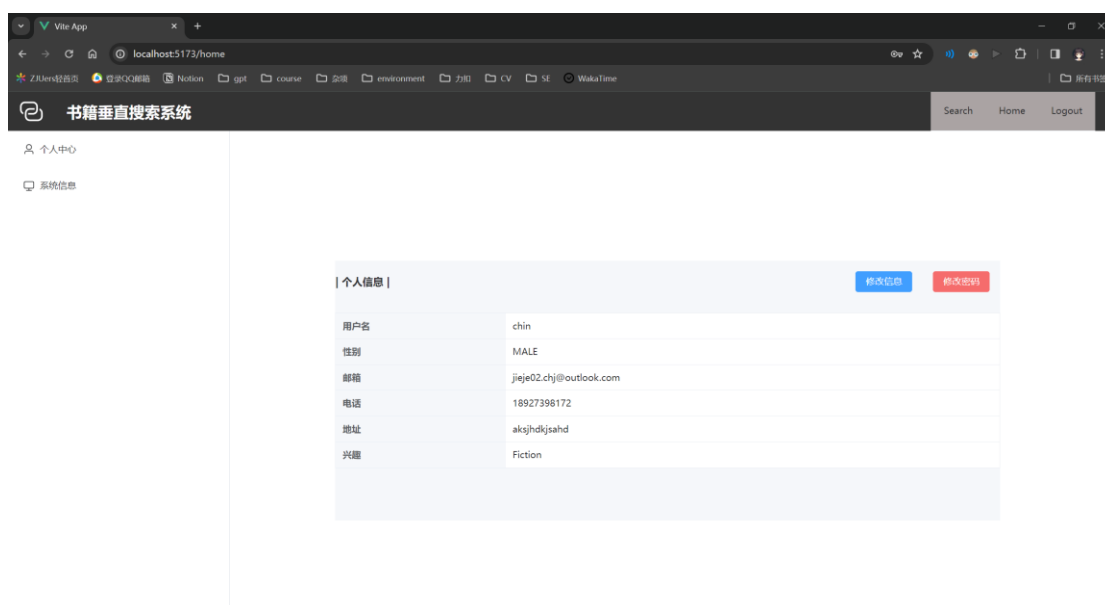 Vite App
localhost:5173/home
ZJUers轻首页 登录QQ邮箱 Notion gpt course 杂项 environment 力扣 CV SE WakaTime 所有书签
书籍垂直搜索系统 Search Home Logout
个人中心
系统信息
| 个人信息 | 修改信息 修改密码
用户名 chin
性别 MALE
邮箱 jieje02.chj@outlook.com
电话 18927398172
地址 aksjhdkjsahd
兴趣 Fiction